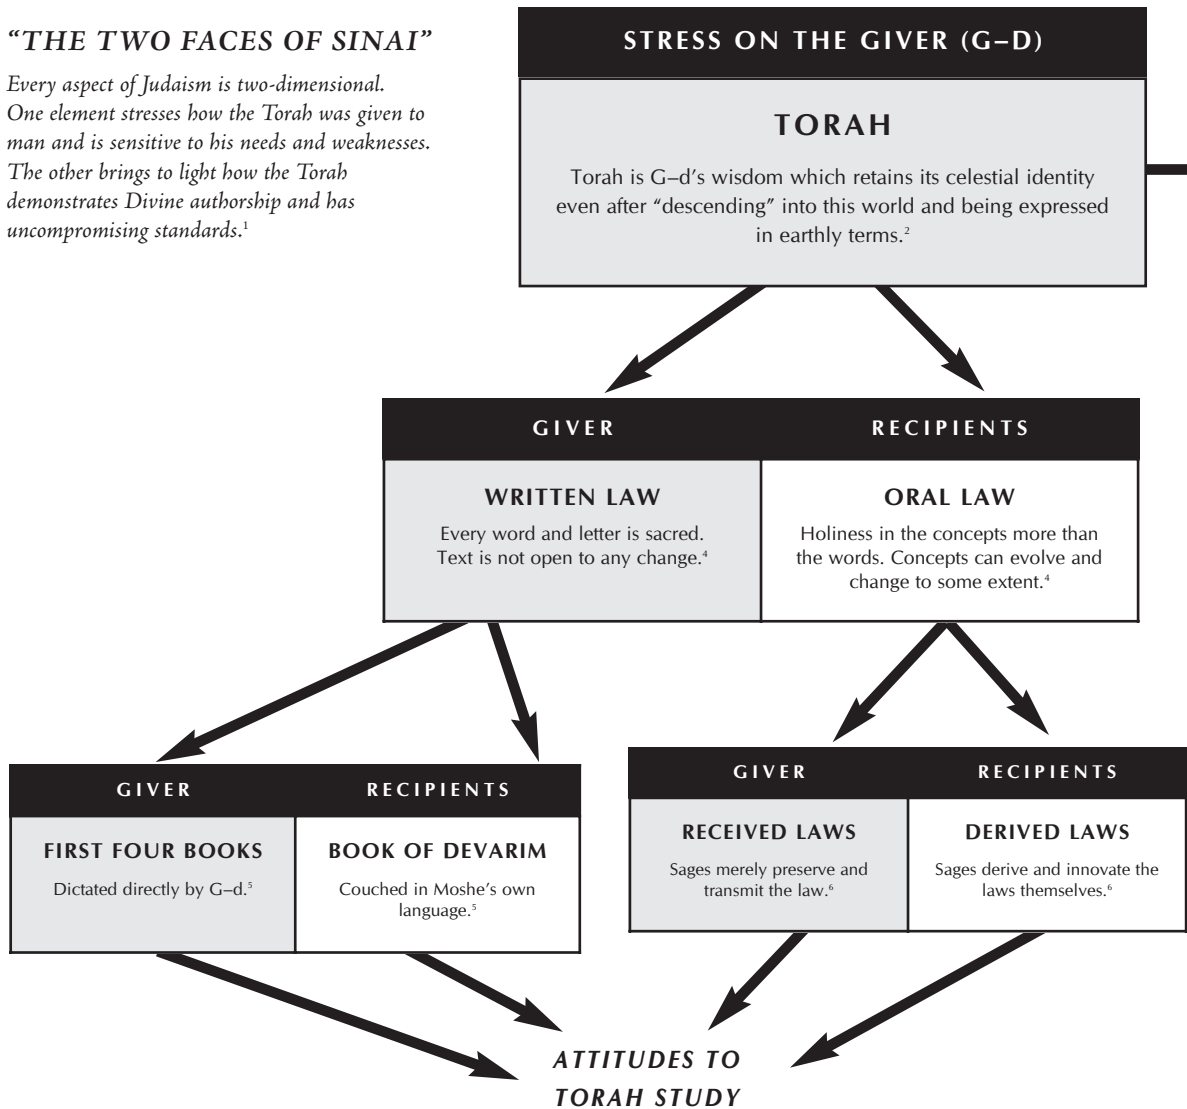 “THE TWO FACES OF SINAI”
Every aspect of Judaism is two-dimensional.
One element stresses how the Torah was given to
man and is sensitive to his needs and weaknesses.
The other brings to light how the Torah
demonstrates Divine authorship and has
uncompromising standards.¹
STRESS ON THE GIVER (G–D)
TORAH
Torah is G–d’s wisdom which retains its celestial identity
even after “descending” into this world and being expressed
in earthly terms.²
GIVER
WRITTEN LAW
Every word and letter is sacred.
Text is not open to any change.⁴
RECIPIENTS
ORAL LAW
Holiness in the concepts more than
the words. Concepts can evolve and
change to some extent.⁴
GIVER
FIRST FOUR BOOKS
Dictated directly by G–d.⁵
RECIPIENTS
BOOK OF DEVARIM
Couched in Moshe’s own
language.⁵
GIVER
RECEIVED LAWS
Sages merely preserve and
transmit the law.⁶
RECIPIENTS
DERIVED LAWS
Sages derive and innovate the
laws themselves.⁶
ATTITUDES TO
TORAH STUDY